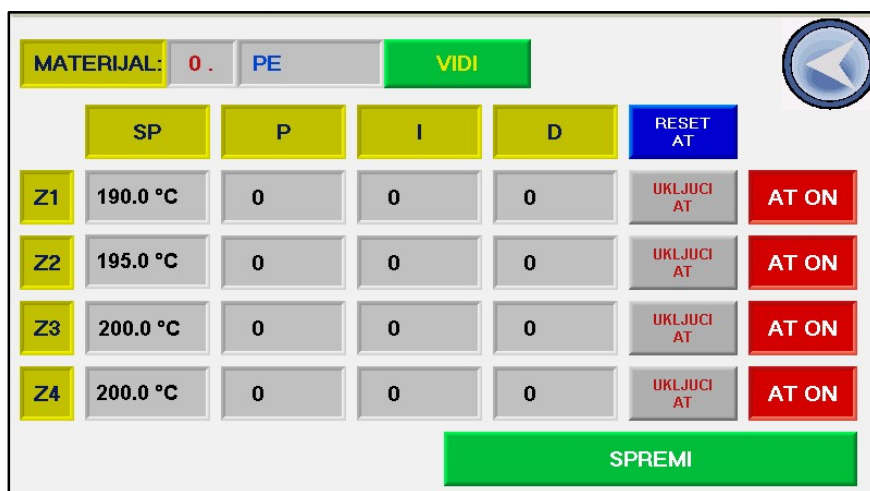 MATERIJAL: 0 . PE VIDI
SP P I D RESET AT
Z1 190.0 °C 0 0 0 UKLJUCI AT AT ON
Z2 195.0 °C 0 0 0 UKLJUCI AT AT ON
Z3 200.0 °C 0 0 0 UKLJUCI AT AT ON
Z4 200.0 °C 0 0 0 UKLJUCI AT AT ON
SPREMI